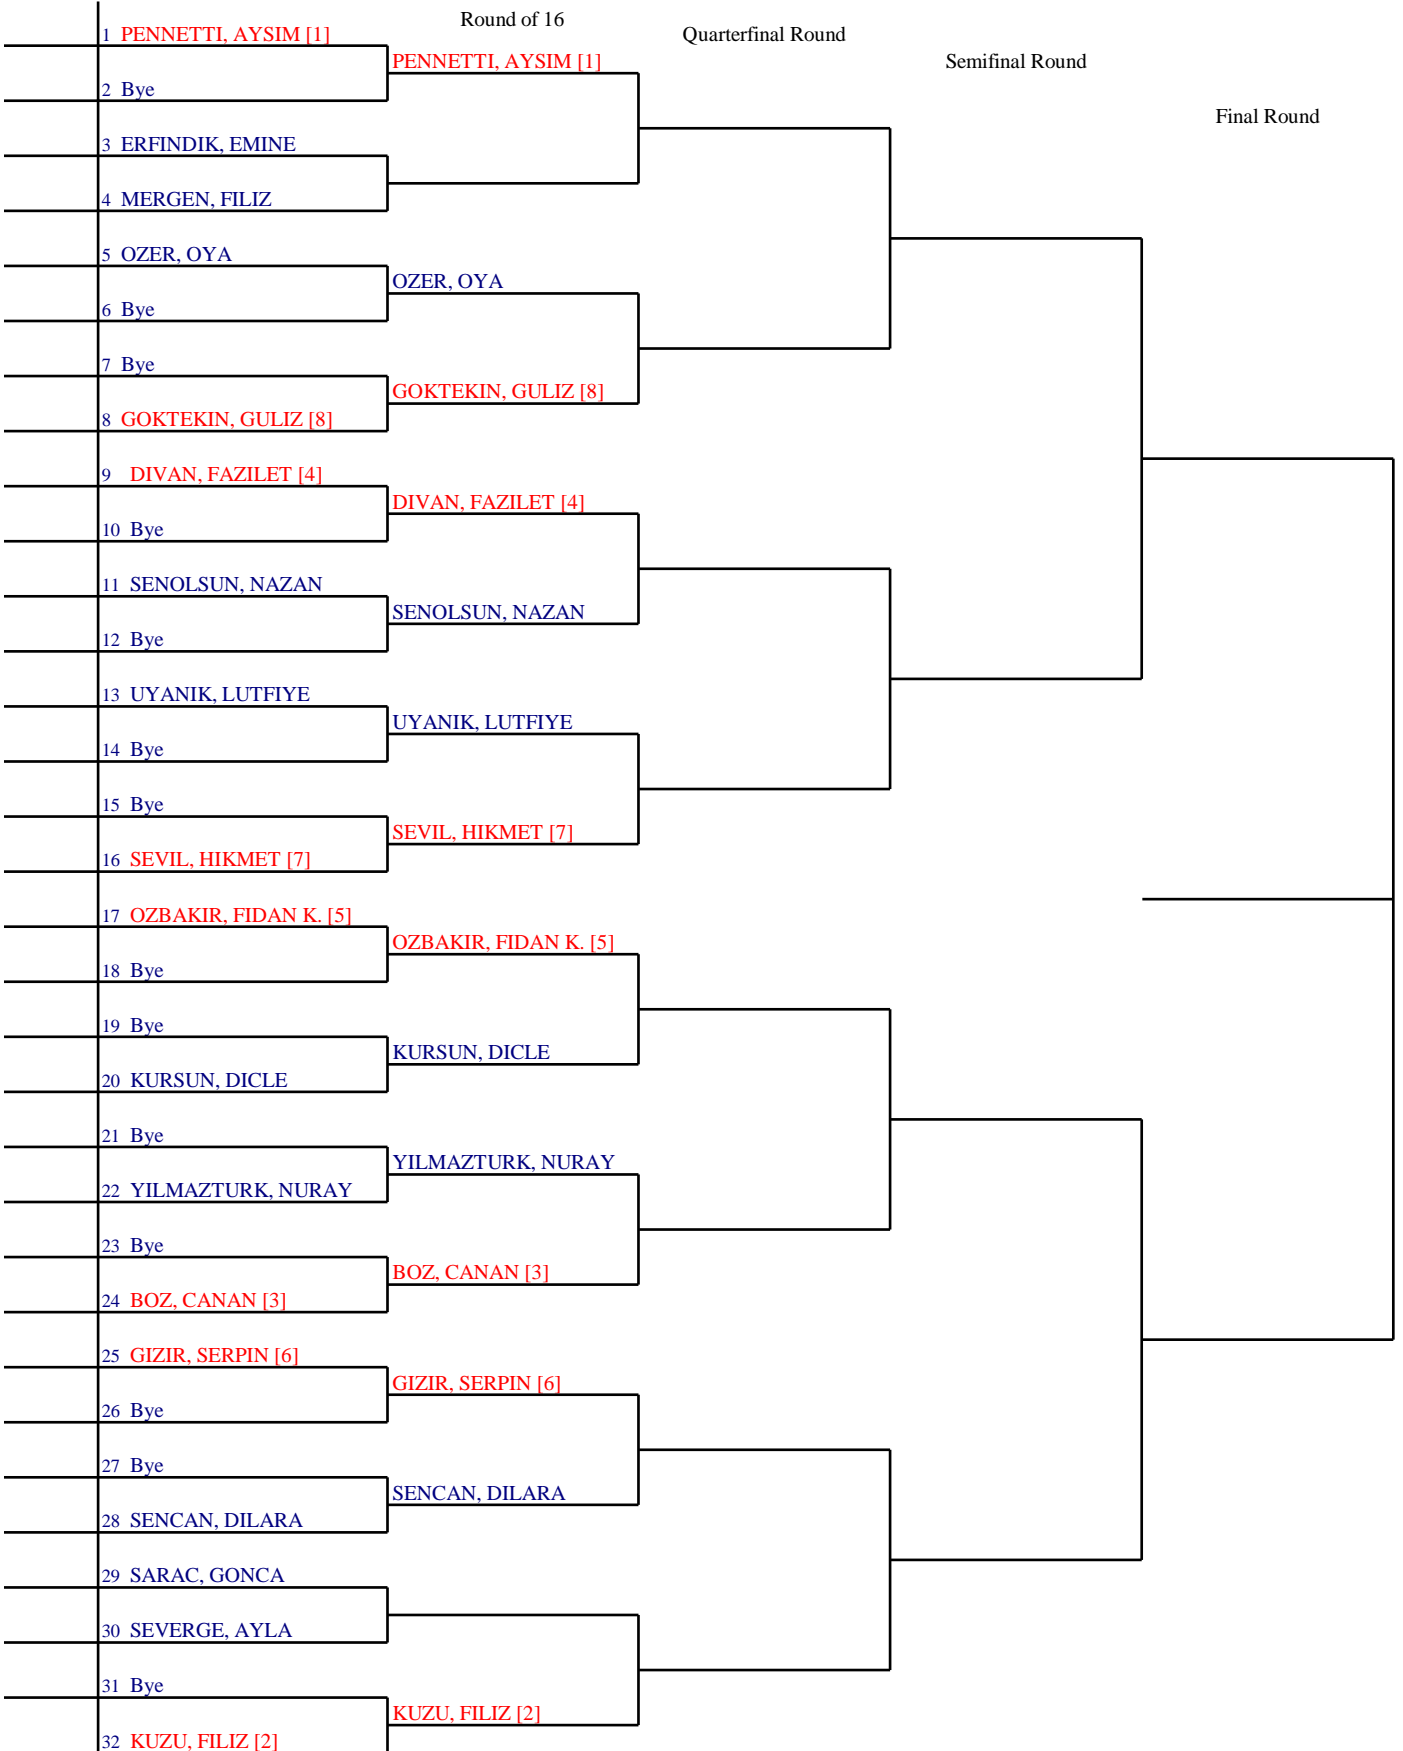 Round of 16
Quarterfinal Round
Semifinal Round
Final Round
1 PENNETTI, AYSIM [1]
PENNETTI, AYSIM [1]
2 Bye
3 ERFINDIK, EMINE
4 MERGEN, FILIZ
5 OZER, OYA
OZER, OYA
6 Bye
7 Bye
GOKTEKIN, GULIZ [8]
8 GOKTEKIN, GULIZ [8]
9 DIVAN, FAZILET [4]
DIVAN, FAZILET [4]
10 Bye
11 SENOLSUN, NAZAN
SENOLSUN, NAZAN
12 Bye
13 UYANIK, LUTFIYE
UYANIK, LUTFIYE
14 Bye
15 Bye
SEVIL, HIKMET [7]
16 SEVIL, HIKMET [7]
17 OZBAKIR, FIDAN K. [5]
OZBAKIR, FIDAN K. [5]
18 Bye
19 Bye
KURSUN, DICLE
20 KURSUN, DICLE
21 Bye
YILMAZTURK, NURAY
22 YILMAZTURK, NURAY
23 Bye
BOZ, CANAN [3]
24 BOZ, CANAN [3]
25 GIZIR, SERPIN [6]
GIZIR, SERPIN [6]
26 Bye
27 Bye
SENCAN, DILARA
28 SENCAN, DILARA
29 SARAC, GONCA
30 SEVERGE, AYLA
31 Bye
KUZU, FILIZ [2]
32 KUZU, FILIZ [2]